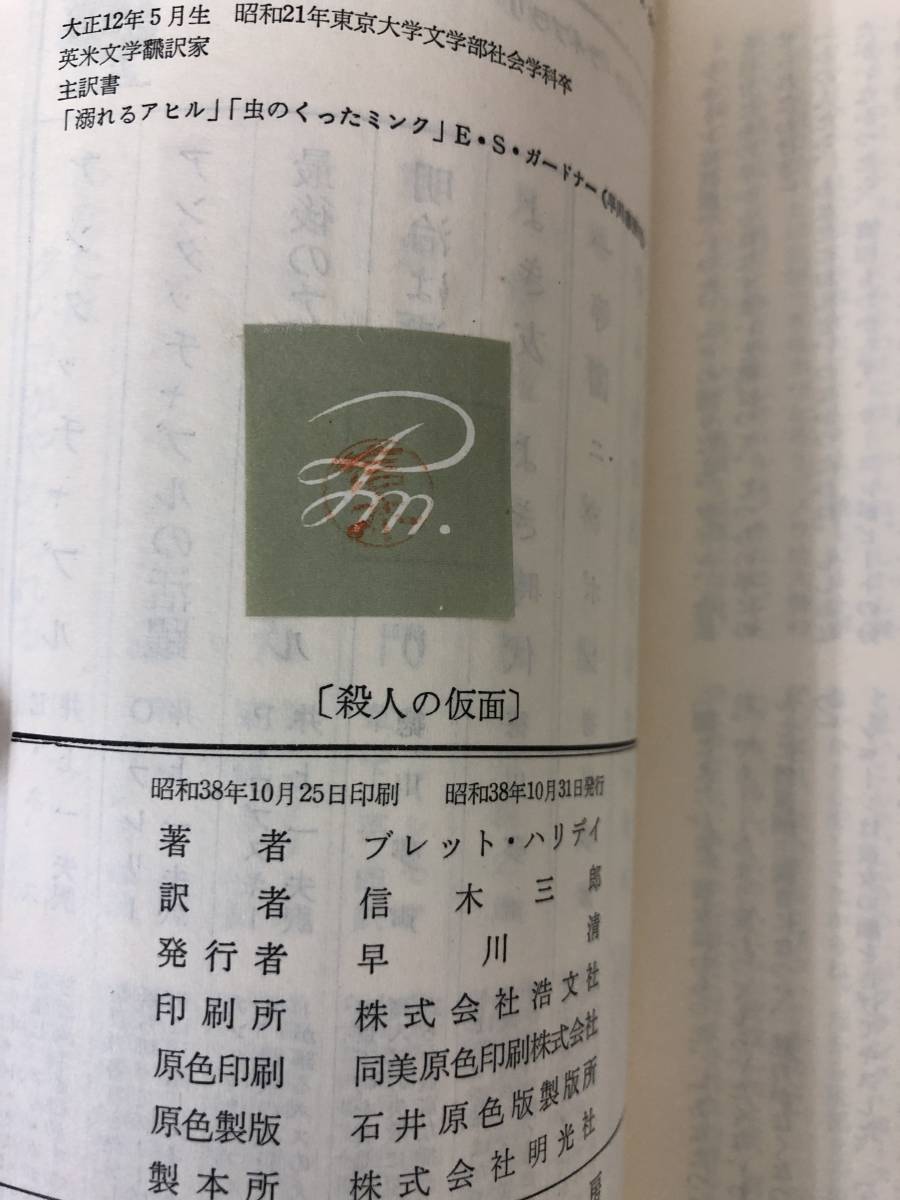 大正12年5月生 昭和21年東京大学文学部社会学科卒
英米文学飜訳家
主訳書
「溺れるアヒル」「虫のくったミンク」E・S・ガードナー
〔殺人の仮面〕
昭和38年10月25日印刷 昭和38年10月31日発行
著者 ブレット・ハリデイ
訳者 信木三郎
発行者 早川清
印刷所 株式会社浩文社
原色印刷 同美原色印刷株式会社
原色製版 石井原色版製版所
製本所 株式会社明光社
房